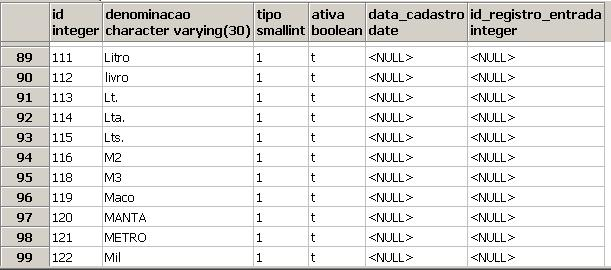 id denominacao tipo ativa data_cadastro id_registro_entrada
integer character varying(30) smallint boolean date integer
89 111 Litro 1 t <NULL> <NULL>
90 112 livro 1 t <NULL> <NULL>
91 113 Lt. 1 t <NULL> <NULL>
92 114 Lta. 1 t <NULL> <NULL>
93 115 Lts. 1 t <NULL> <NULL>
94 116 M2 1 t <NULL> <NULL>
95 118 M3 1 t <NULL> <NULL>
96 119 Maco 1 t <NULL> <NULL>
97 120 MANTA 1 t <NULL> <NULL>
98 121 METRO 1 t <NULL> <NULL>
99 122 Mil 1 t <NULL> <NULL>